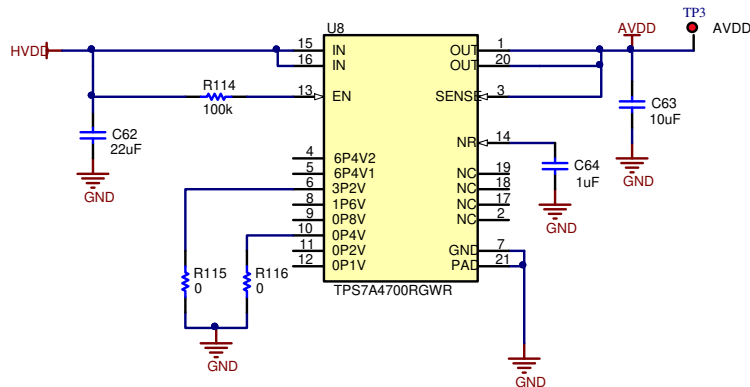 U8
TP3
AVDD
AVDD
HVDD
15 IN OUT 1
16 IN OUT 20
R114
100k
13 EN SENSE 3
C63
10uF
C62
22uF
NR 14
C64
1uF
4 6P4V2
5 6P4V1 NC 19
6 3P2V NC 18
8 1P6V NC 17
9 0P8V NC 2
10 0P4V
11 0P2V GND 7
12 0P1V PAD 21
GND
GND
GND
R115
0
R116
0
TPS7A4700RGWR
GND
GND